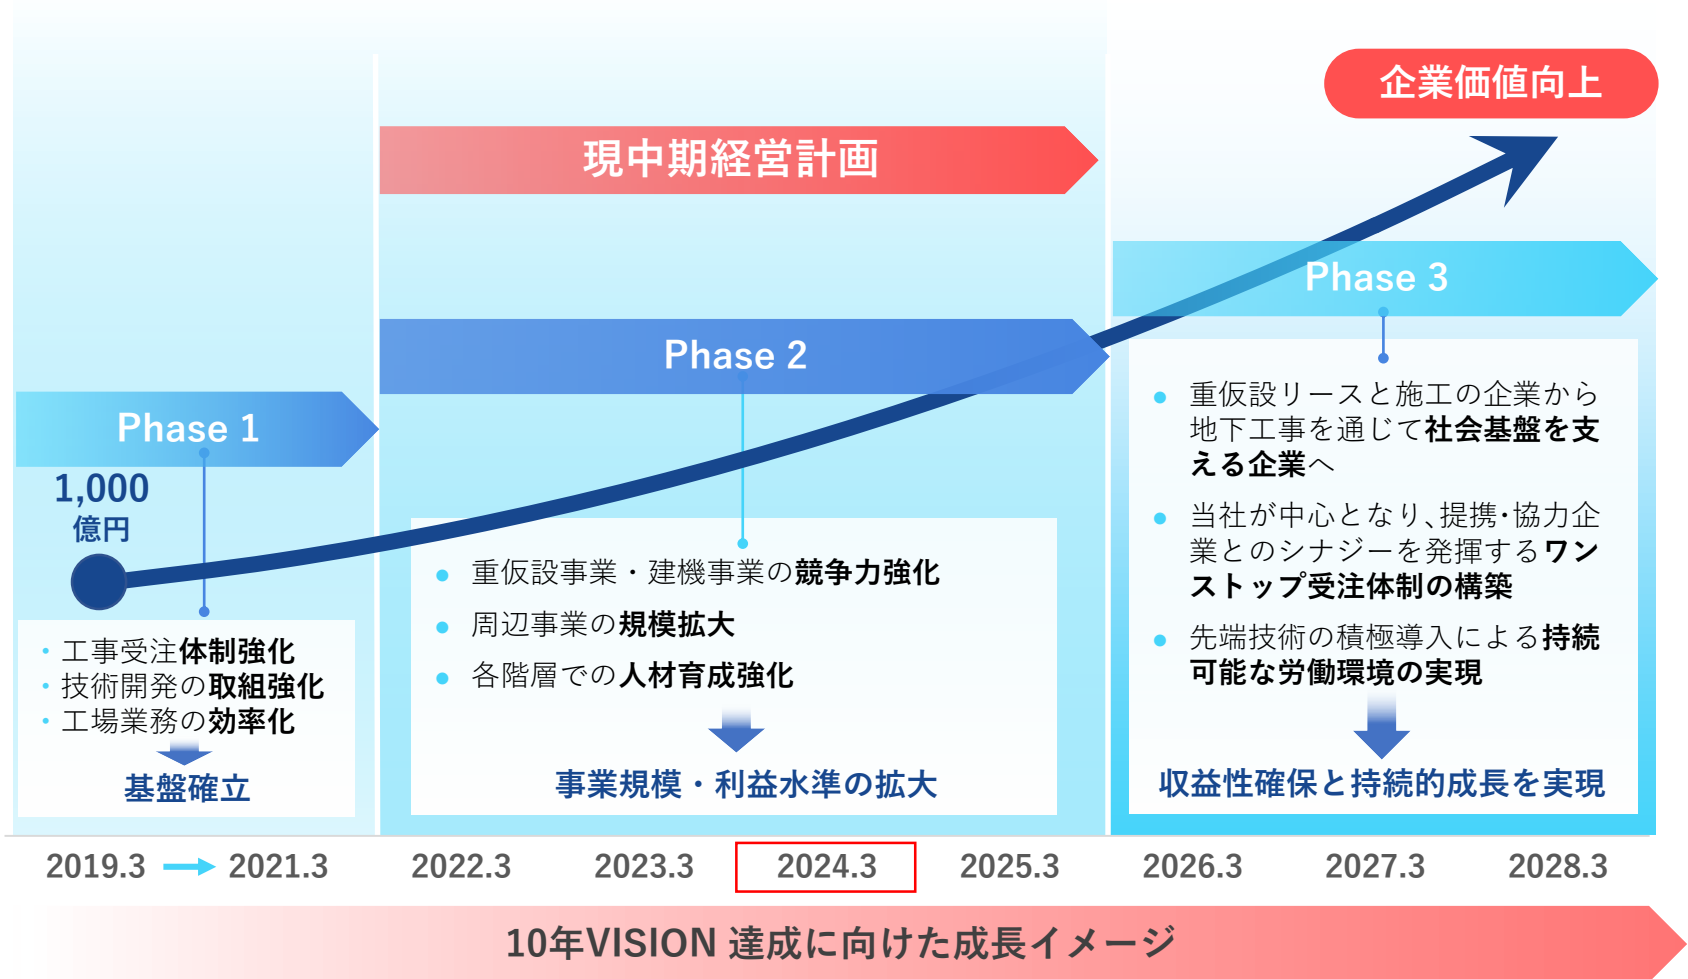 企業価値向上
現中期経営計画
Phase 3
Phase 2
Phase 1
1,000
億円
・工事受注体制強化
・技術開発の取組強化
・工場業務の効率化
基盤確立
● 重仮設事業・建機事業の競争力強化
● 周辺事業の規模拡大
● 各階層での人材育成強化
事業規模・利益水準の拡大
● 重仮設リースと施工の企業から
地下工事を通じて社会基盤を支
える企業へ
● 当社が中心となり、提携・協力企
業とのシナジーを発揮するワン
ストップ受注体制の構築
● 先端技術の積極導入による持続
可能な労働環境の実現
収益性確保と持続的成長を実現
2019.3 → 2021.3 2022.3 2023.3 2024.3 2025.3 2026.3 2027.3 2028.3
10年VISION 達成に向けた成長イメージ